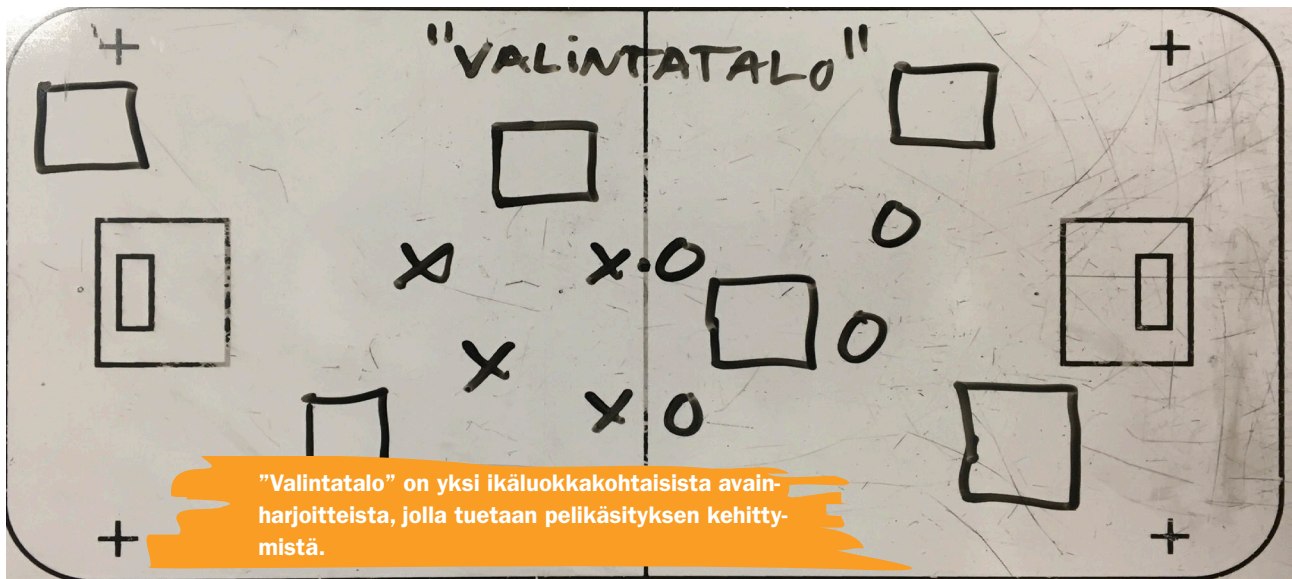 "VALiNTATALO"
X X O O
X O
X O
"Valintatalo" on yksi ikäluokkakohtaisista avain-
harjoitteista, jolla tuetaan pelikäsityksen kehitty-
mistä.